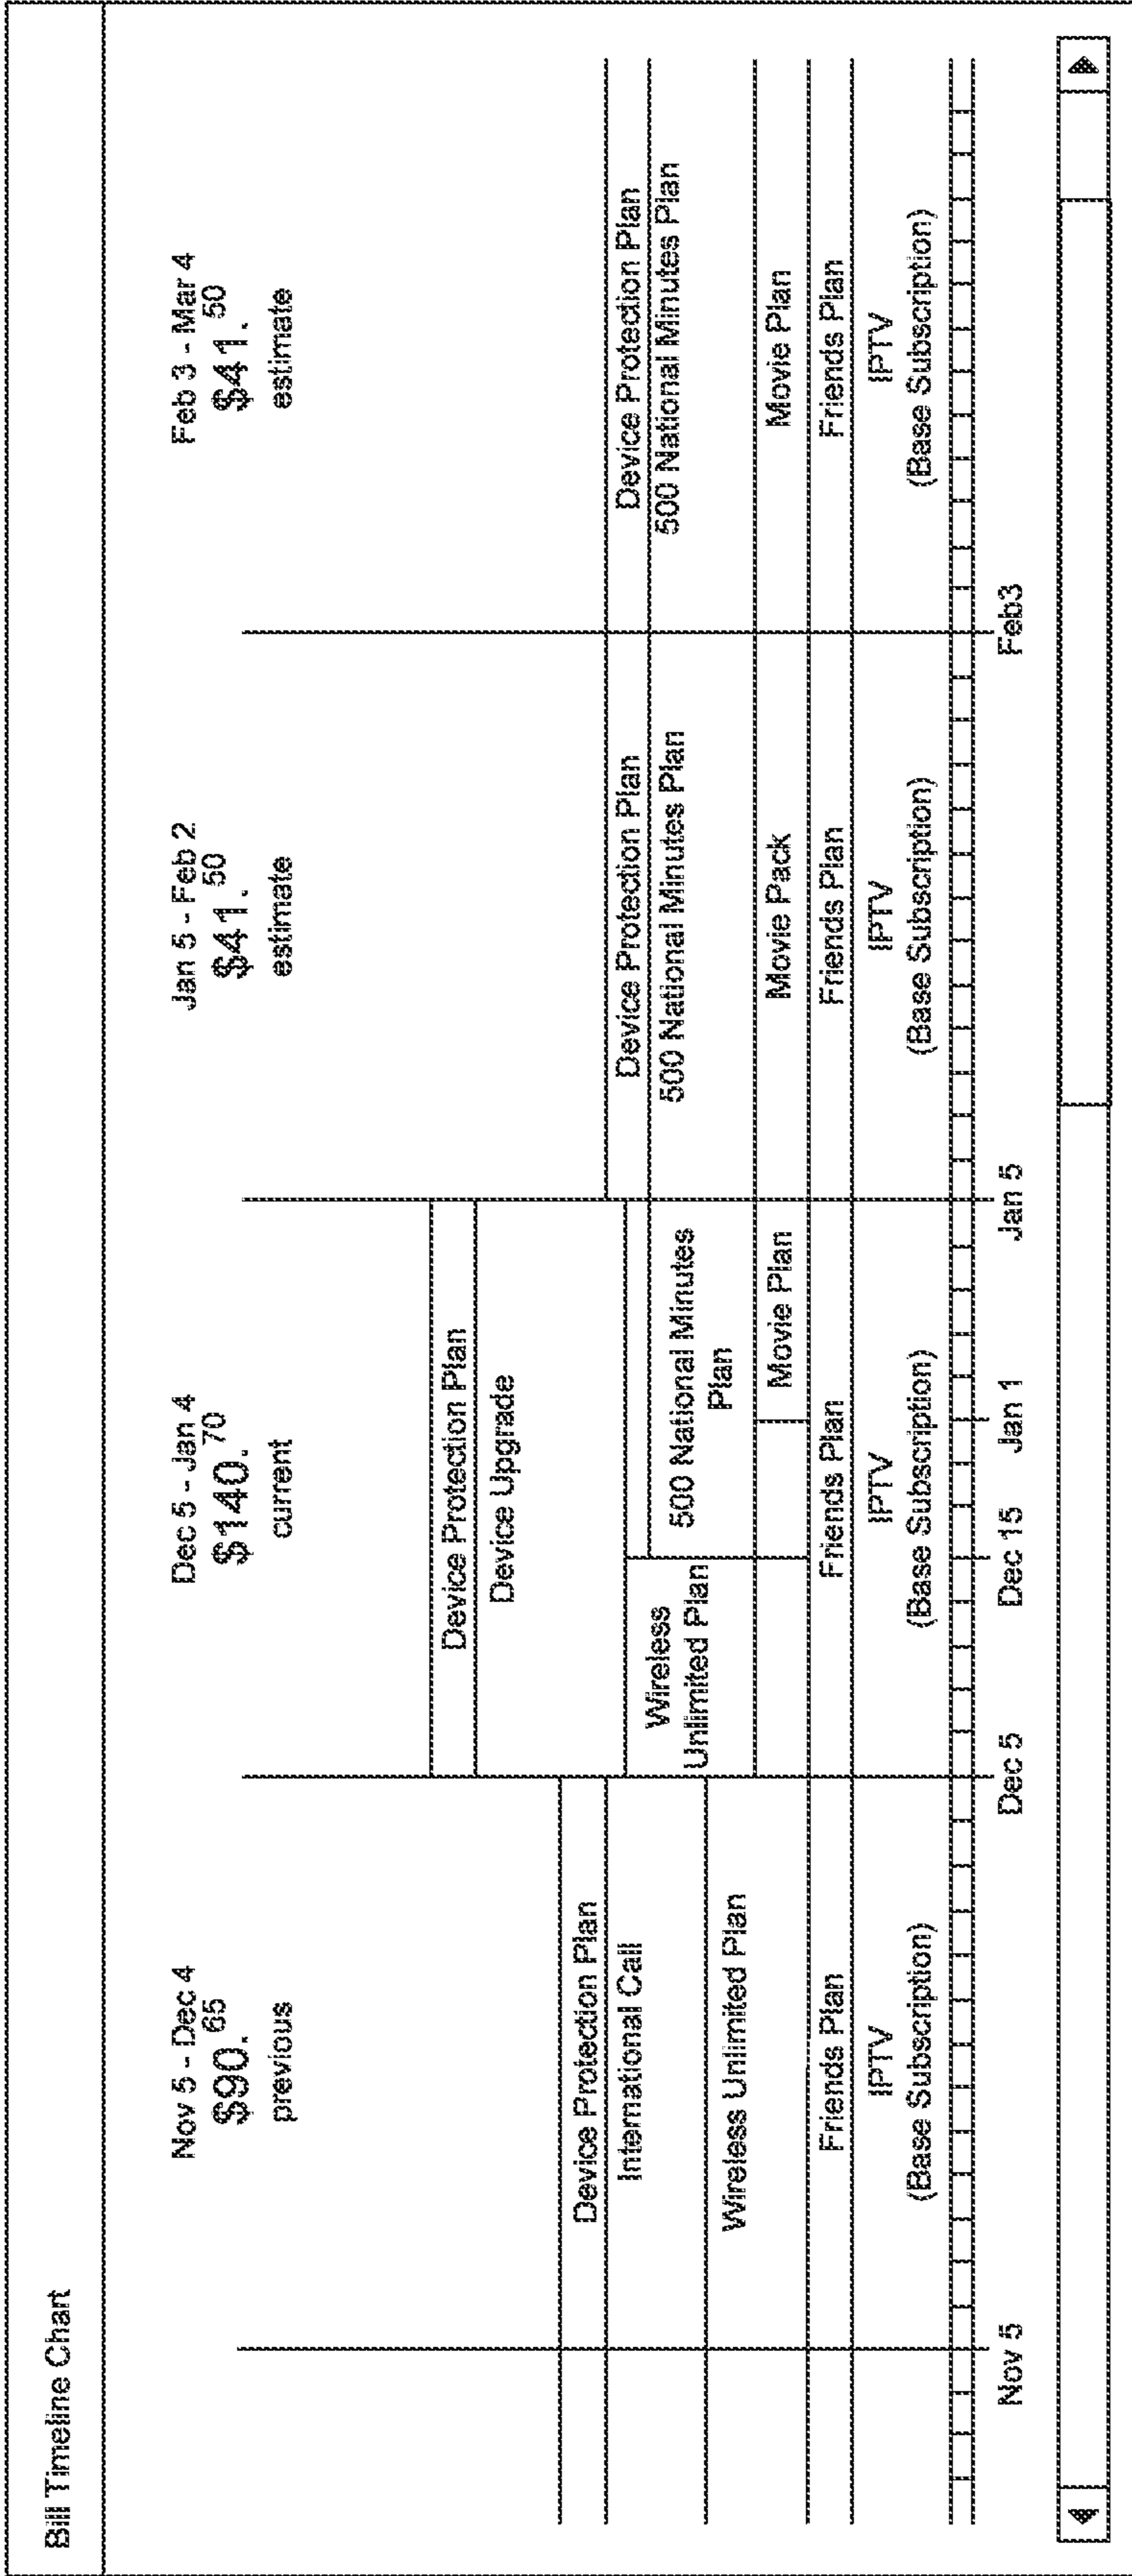 Bill Timeline Chart
Nov 5 - Dec 4
$90.65
previous
Dec 5 - Jan 4
$140.70
current
Jan 5 - Feb 2
$41.50
estimate
Feb 3 - Mar 4
$41.50
estimate
Device Protection Plan
International Call
Wireless Unlimited Plan
Friends Plan
IPTV
(Base Subscription)
Device Protection Plan
Device Upgrade
Wireless
Unlimited Plan
500 National Minutes
Plan
Movie Plan
Friends Plan
IPTV
(Base Subscription)
Device Protection Plan
500 National Minutes Plan
Movie Pack
Friends Plan
IPTV
(Base Subscription)
Device Protection Plan
500 National Minutes Plan
Movie Plan
Friends Plan
IPTV
(Base Subscription)
Nov 5
Dec 5
Dec 15
Jan 1
Jan 5
Feb3